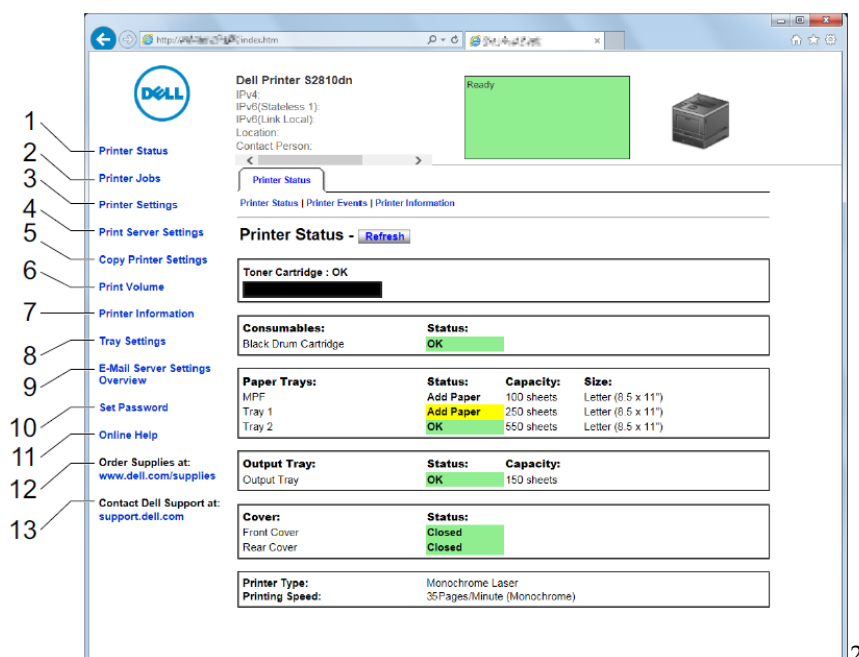 http:// index.htm
DELL
Dell Printer S2810dn
IPv4:
IPv6(Stateless 1):
IPv6(Link Local):
Location:
Contact Person:
Ready
1
2
3
4
5
6
7
8
9
10
11
12
13
Printer Status
Printer Jobs
Printer Settings
Print Server Settings
Copy Printer Settings
Print Volume
Printer Information
Tray Settings
E-Mail Server Settings
Overview
Set Password
Online Help
Order Supplies at:
www.dell.com/supplies
Contact Dell Support at:
support.dell.com
Printer Status
Printer Status | Printer Events | Printer Information
Printer Status - Refresh
Toner Cartridge : OK
Consumables: Status:
Black Drum Cartridge OK
Paper Trays: Status: Capacity: Size:
MPF Add Paper 100 sheets Letter (8.5 x 11")
Tray 1 Add Paper 250 sheets Letter (8.5 x 11")
Tray 2 OK 550 sheets Letter (8.5 x 11")
Output Tray: Status: Capacity:
Output Tray OK 150 sheets
Cover: Status:
Front Cover Closed
Rear Cover Closed
Printer Type: Monochrome Laser
Printing Speed: 35Pages/Minute (Monochrome)
2